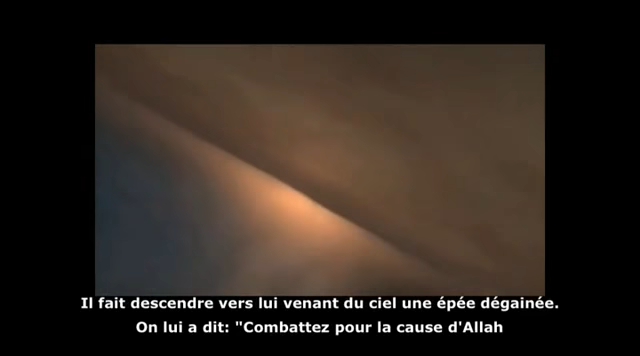 Il fait descendre vers lui venant du ciel une épée dégainée.
On lui a dit: "Combattez pour la cause d'Allah